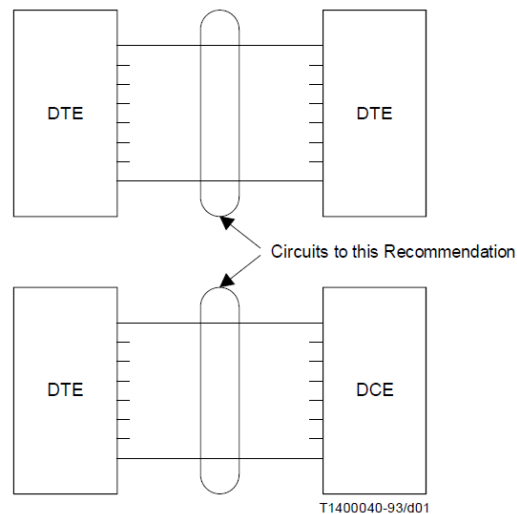 DTE
DTE
Circuits to this Recommendation
DTE
DCE
T1400040-93/d01